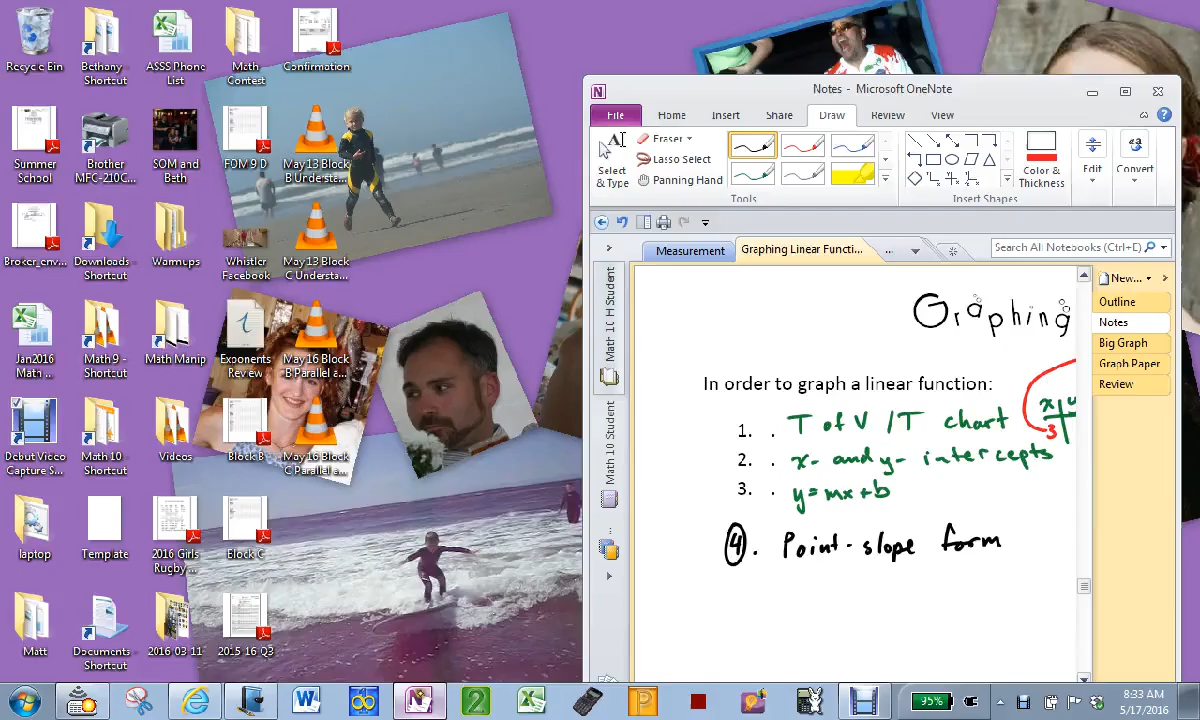 Recycle Bin
Bethany - Shortcut
ASSS Phone List
Math Contest
Confirmation
Summer School
Brother MFC-210C...
SOM and Beth
FOM 9 D
May13 Block B Understa...
Broker_env...
Downloads - Shortcut
Warmups
Whistler Facebook
May13 Block C Understa...
Jan2016 Math ...
Math 9 - Shortcut
Math Manip
Exponents Review
May16 Block B Parallel a...
Debut Video Capture S...
Math 10 - Shortcut
Videos
Block B
May16 Block C Parallel a...
laptop
Template
2016 Girls Rugby...
Block C
Matt
Documents - Shortcut
2016-03-11
2015-16 Q3
Notes - Microsoft OneNote
File Home Insert Share Draw Review View
Select & Type
Eraser
Lasso Select
Panning Hand
Color & Thickness
Edit
Convert
Tools
Insert Shapes
Measurement
Graphing Linear Functi...
...
Search All Notebooks (Ctrl+E)
Math 10 H Student
Math 10 Student
New...
Outline
Notes
Big Graph
Graph Paper
Review
Graphing
In order to graph a linear function:
1. . T of V / T chart
x y
3
2. . x- and y- intercepts
3. . y=mx+b
4. Point-slope form
95%
8:33 AM
5/17/2016